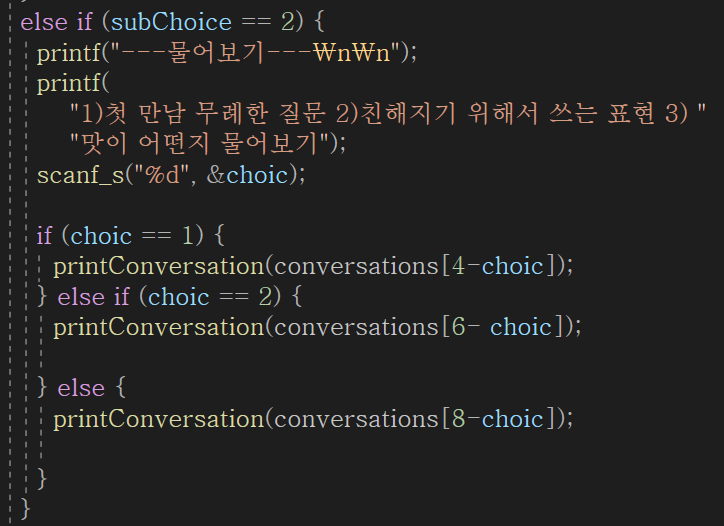 else if (subChoice == 2) {
printf("---물어보기---₩n₩n");
printf(
"1)첫 만남 무례한 질문 2)친해지기 위해서 쓰는 표현 3) "
"맛이 어떤지 물어보기");
scanf_s("%d", &choic);
if (choic == 1) {
printConversation(conversations[4-choic]);
} else if (choic == 2) {
printConversation(conversations[6- choic]);
} else {
printConversation(conversations[8-choic]);
}
}